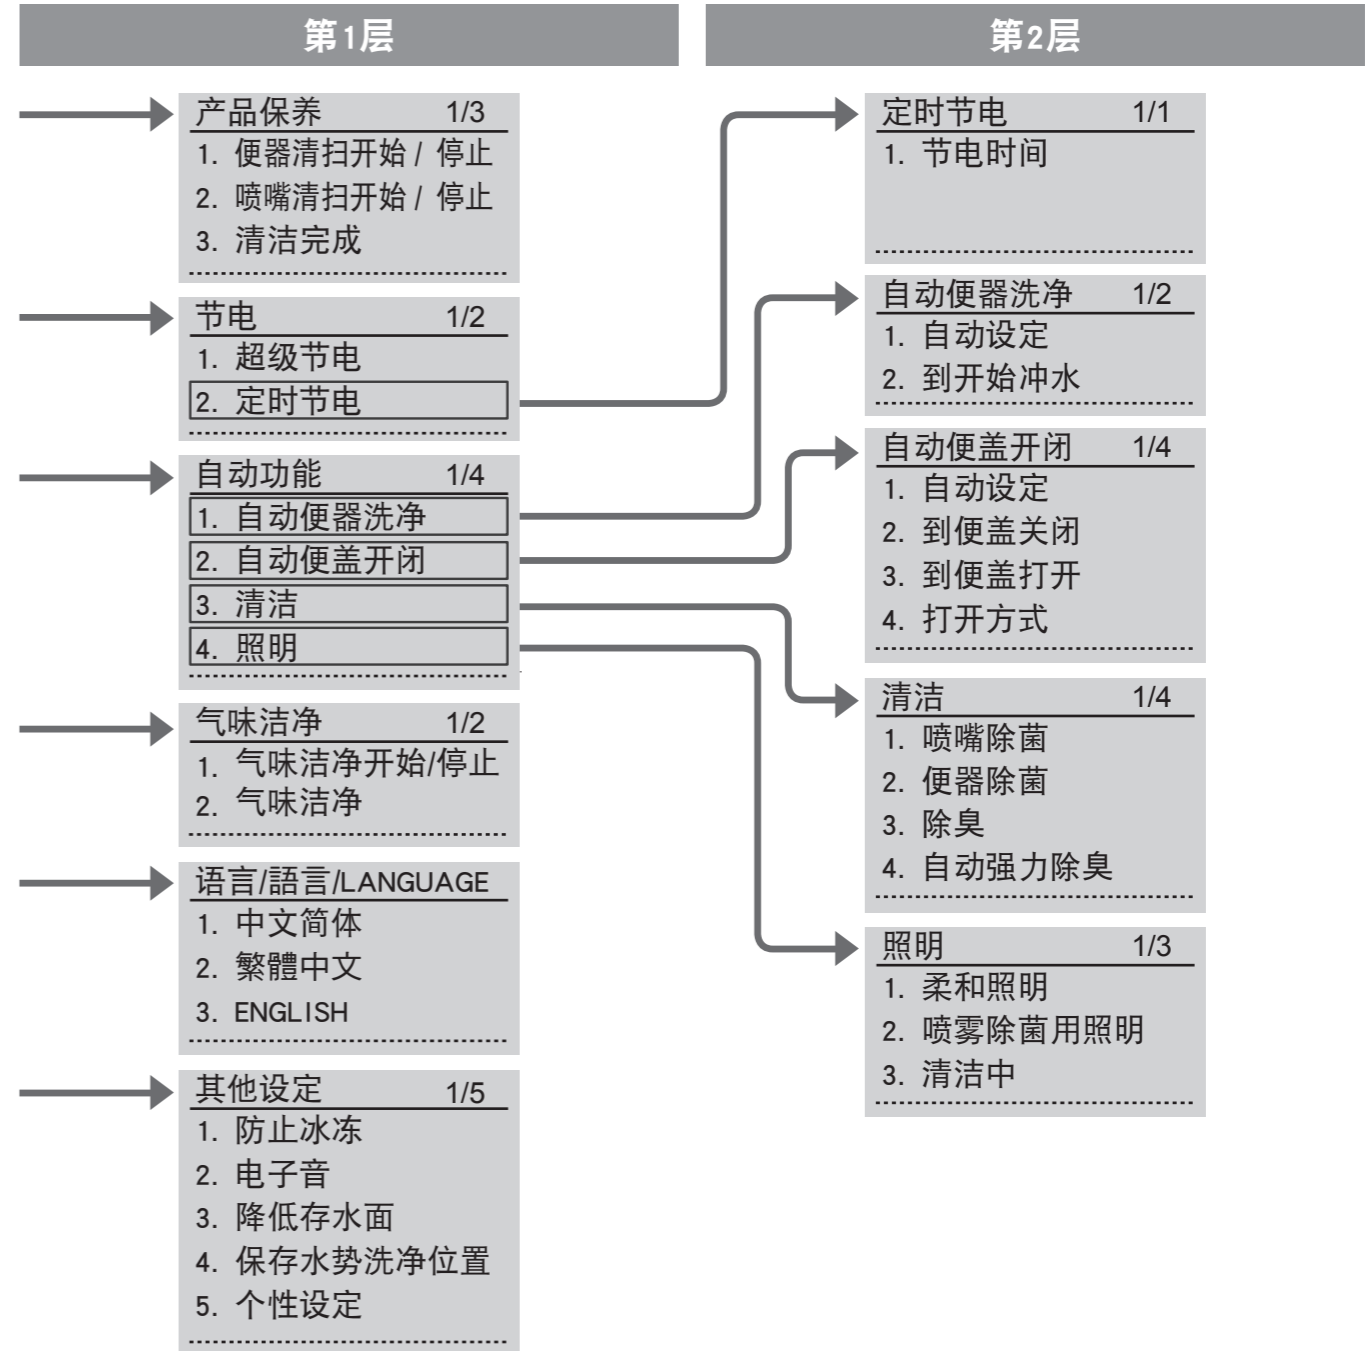 第1层
产品保养 1/3
1. 便器清扫开始/ 停止
2. 喷嘴清扫开始/ 停止
3. 清洁完成
节电 1/2
1. 超级节电
2. 定时节电
自动功能 1/4
1. 自动便器洗净
2. 自动便盖开闭
3. 清洁
4. 照明
气味洁净 1/2
1. 气味洁净开始/停止
2. 气味洁净
语言/語言/LANGUAGE
1. 中文简体
2. 繁體中文
3. ENGLISH
其他设定 1/5
1. 防止冰冻
2. 电子音
3. 降低存水面
4. 保存水势洗净位置
5. 个性设定
第2层
定时节电 1/1
1. 节电时间
自动便器洗净 1/2
1. 自动设定
2. 到开始冲水
自动便盖开闭 1/4
1. 自动设定
2. 到便盖关闭
3. 到便盖打开
4. 打开方式
清洁 1/4
1. 喷嘴除菌
2. 便器除菌
3. 除臭
4. 自动强力除臭
照明 1/3
1. 柔和照明
2. 喷雾除菌用照明
3. 清洁中